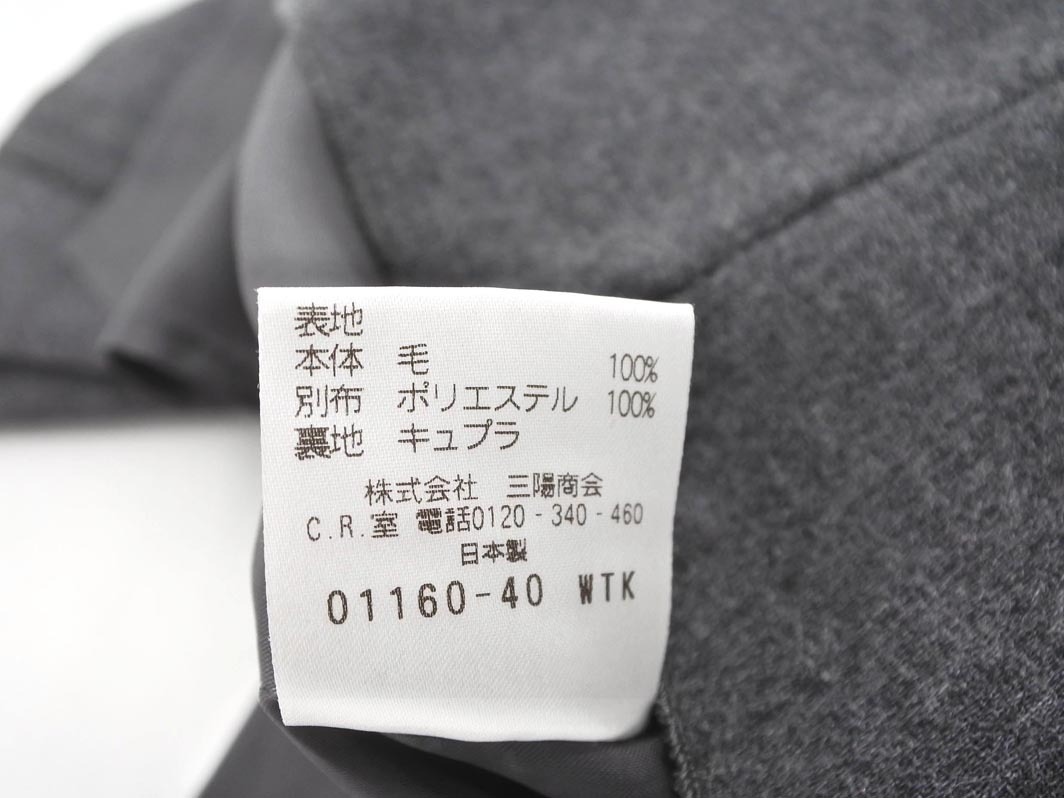 表地
本体 毛 100%
別布 ポリエステル 100%
裏地 キュプラ
株式会社 三陽商会
C.R.室 電話0120-340-460
日本製
01160-40 WTK